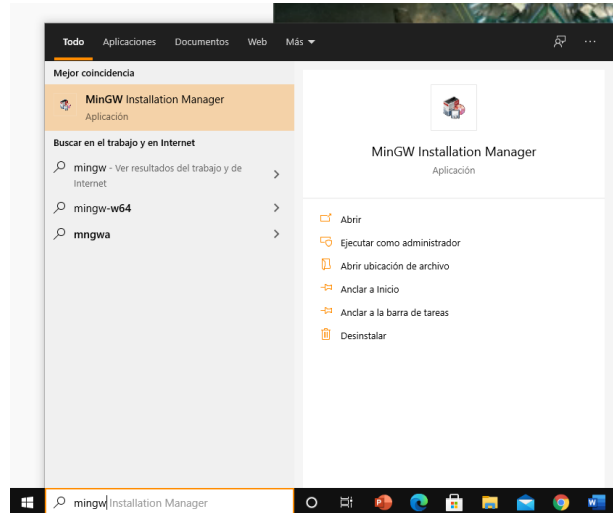 Todo Aplicaciones Documentos Web Más
Mejor coincidencia
MinGW Installation Manager
Aplicación
Buscar en el trabajo y en Internet
mingw - Ver resultados del trabajo y de
Internet
mingw-w64
mngwa
MinGW Installation Manager
Aplicación
Abrir
Ejecutar como administrador
Abrir ubicación de archivo
Anclar a Inicio
Anclar a la barra de tareas
Desinstalar
mingw Installation Manager